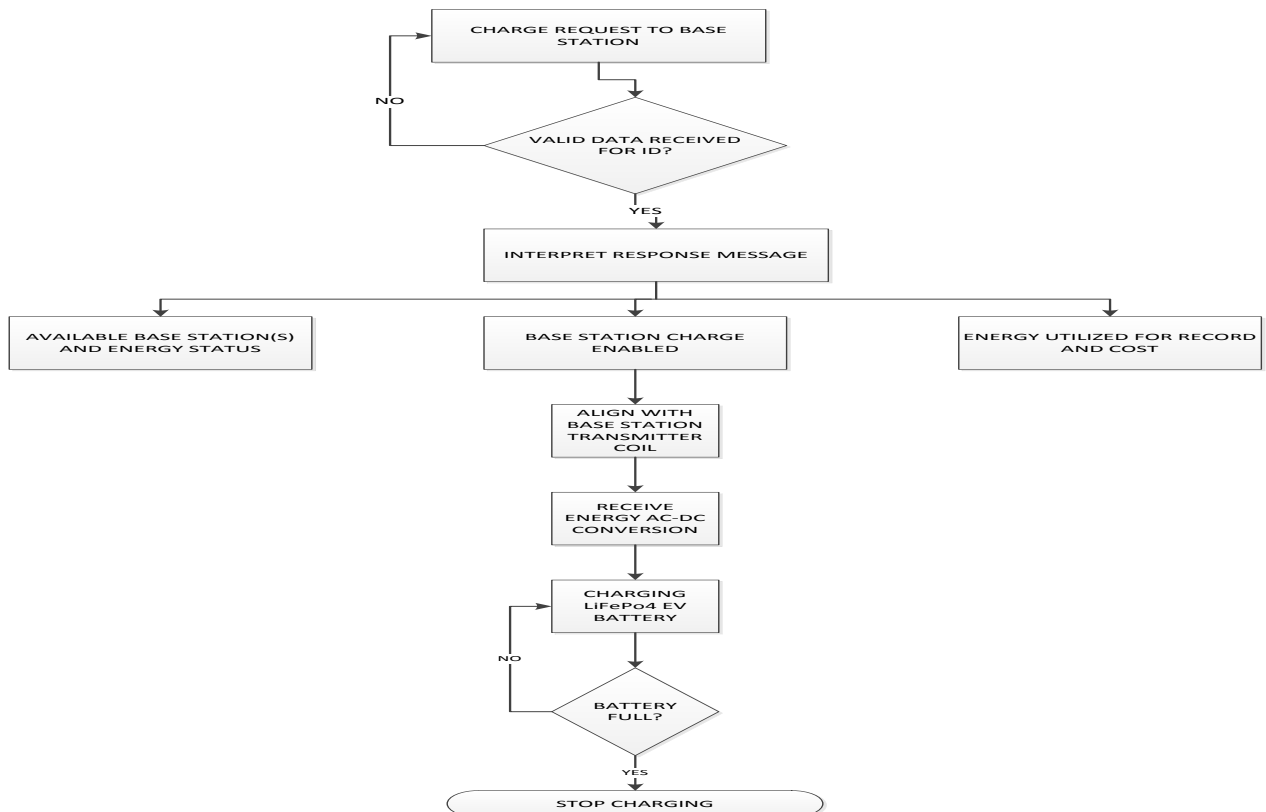 CHARGE REQUEST TO BASE
STATION
NO
VALID DATA RECEIVED
FOR ID?
YES
INTERPRET RESPONSE MESSAGE
AVAILABLE BASE STATION(S)
AND ENERGY STATUS
BASE STATION CHARGE
ENABLED
ENERGY UTILIZED FOR RECORD
AND COST
ALIGN WITH
BASE STATION
TRANSMITTER
COIL
RECEIVE
ENERGY AC-DC
CONVERSION
CHARGING
LiFePo4 EV
BATTERY
NO
BATTERY
FULL?
YES
STOP CHARGING